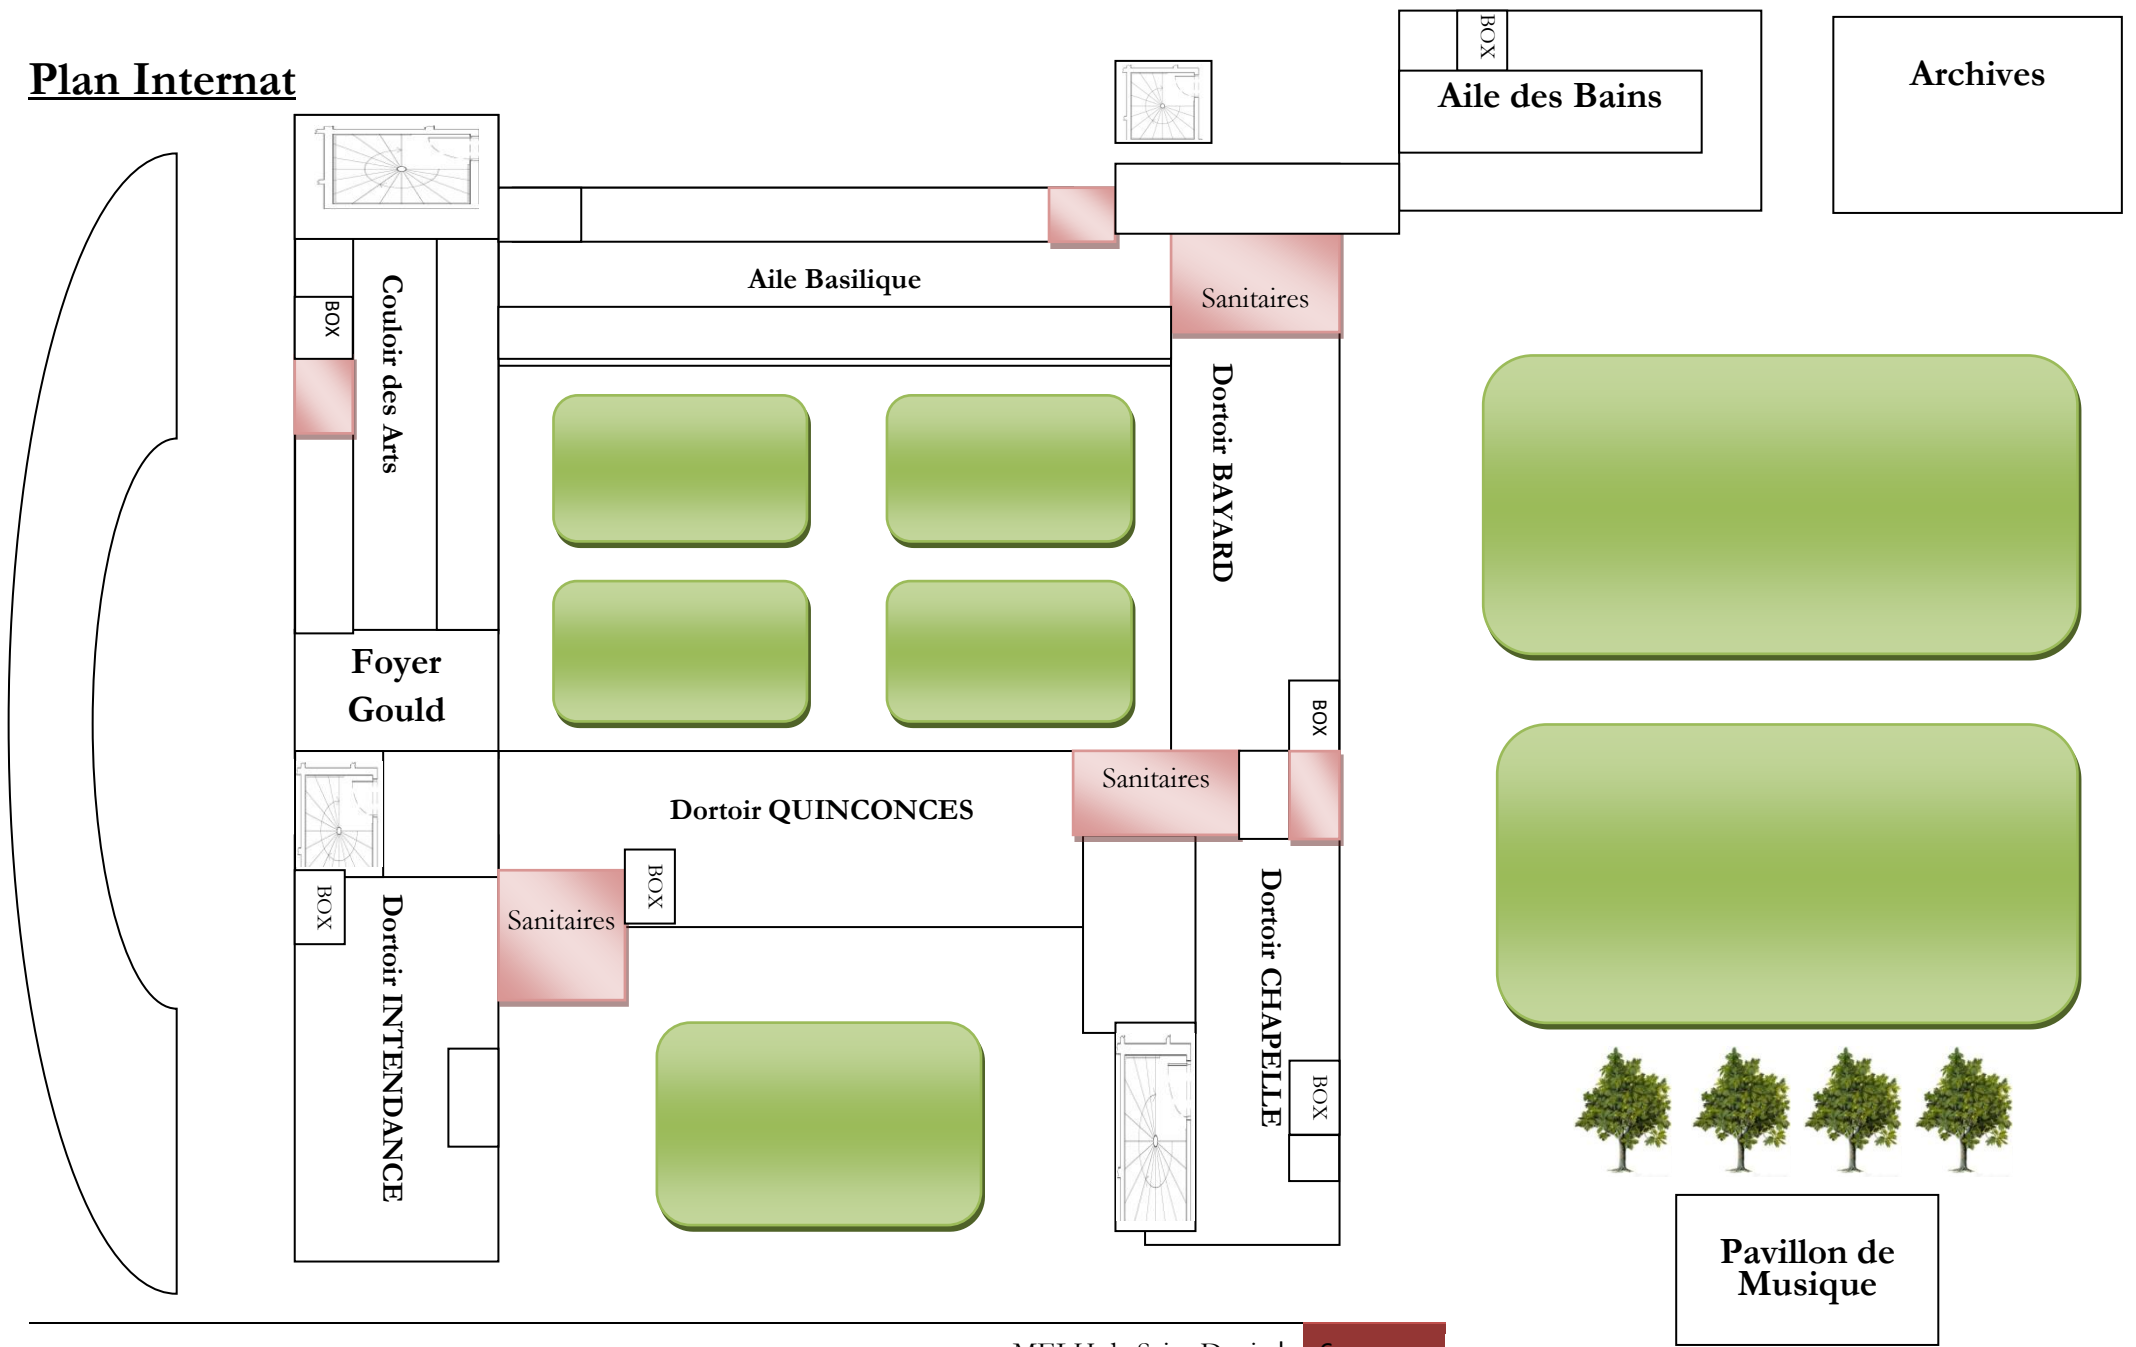 Plan Internat
BOX
Aile des Bains
Archives
Aile Basilique
Sanitaires
BOX
Couloir des Arts
Dortoir BAYARD
Foyer
Gould
BOX
Sanitaires
Dortoir QUINCONCES
BOX
BOX
Sanitaires
Dortoir INTENDANCE
Dortoir CHAPELLE
BOX
Pavillon de
Musique